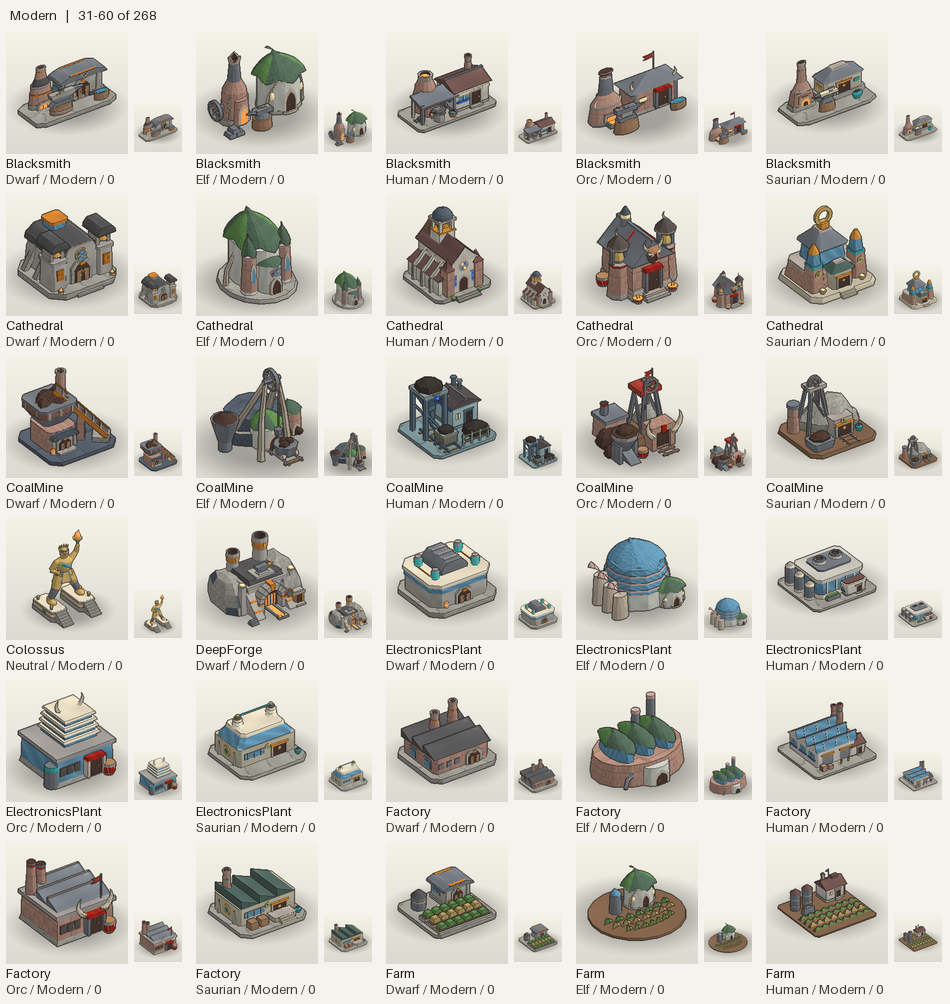 Modern | 31-60 of 268
Blacksmith
Dwarf / Modern / 0
Blacksmith
Elf / Modern / 0
Blacksmith
Human / Modern / 0
Blacksmith
Orc / Modern / 0
Blacksmith
Saurian / Modern / 0
Cathedral
Dwarf / Modern / 0
Cathedral
Elf / Modern / 0
Cathedral
Human / Modern / 0
Cathedral
Orc / Modern / 0
Cathedral
Saurian / Modern / 0
CoalMine
Dwarf / Modern / 0
CoalMine
Elf / Modern / 0
CoalMine
Human / Modern / 0
CoalMine
Orc / Modern / 0
CoalMine
Saurian / Modern / 0
Colossus
Neutral / Modern / 0
DeepForge
Dwarf / Modern / 0
ElectronicsPlant
Dwarf / Modern / 0
ElectronicsPlant
Elf / Modern / 0
ElectronicsPlant
Human / Modern / 0
ElectronicsPlant
Orc / Modern / 0
ElectronicsPlant
Saurian / Modern / 0
Factory
Dwarf / Modern / 0
Factory
Elf / Modern / 0
Factory
Human / Modern / 0
Factory
Orc / Modern / 0
Factory
Saurian / Modern / 0
Farm
Dwarf / Modern / 0
Farm
Elf / Modern / 0
Farm
Human / Modern / 0